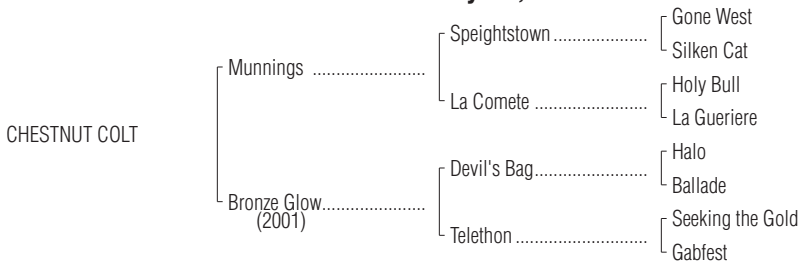 Gone West
Speightstown
Silken Cat
Munnings
Holy Bull
La Comete
La Gueriere
CHESTNUT COLT
Halo
Devil's Bag
Ballade
Bronze Glow
(2001)
Seeking the Gold
Telethon
Gabfest